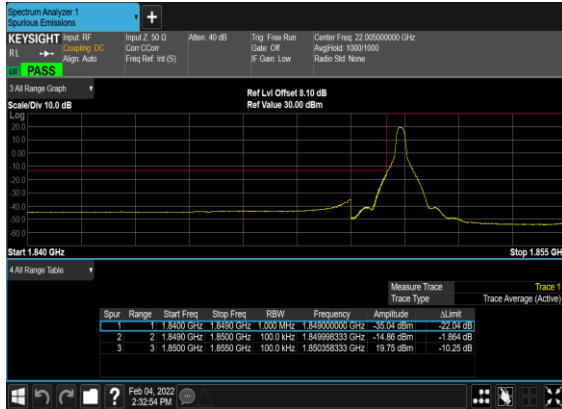 Spectrum Analyzer 1
Spurious Emissions
KEYSIGHT Input: RF Input Z: 50 Ω Atten: 40 dB Trig: Free Run Center Freq: 22.005000000 GHz
RL Coupling: DC Corr CCorr Gate: Off Avg|Hold: 1000/1000
Align: Auto Freq Ref: Int (S) IF Gain: Low Radio Std: None
PASS
3 All Range Graph
Ref Lvl Offset 8.10 dB
Scale/Div 10.0 dB Ref Value 30.00 dBm
Log
20.0
10.0
0.00
-10.0
-20.0
-30.0
-40.0
-50.0
-60.0
Start 1.840 GHz Stop 1.855 GH
4 All Range Table
Measure Trace Trace 1
Trace Type Trace Average (Active)
Spur Range Start Freq Stop Freq RBW Frequency Amplitude ΔLimit
1 1 1.8400 GHz 1.8490 GHz 1.000 MHz 1.849000000 GHz -35.04 dBm -22.04 dB
2 2 1.8490 GHz 1.8500 GHz 100.0 kHz 1.849998333 GHz -14.86 dBm -1.864 dB
3 3 1.8500 GHz 1.8550 GHz 100.0 kHz 1.850358333 GHz 19.75 dBm -10.25 dB
Feb 04, 2022
2:32:54 PM